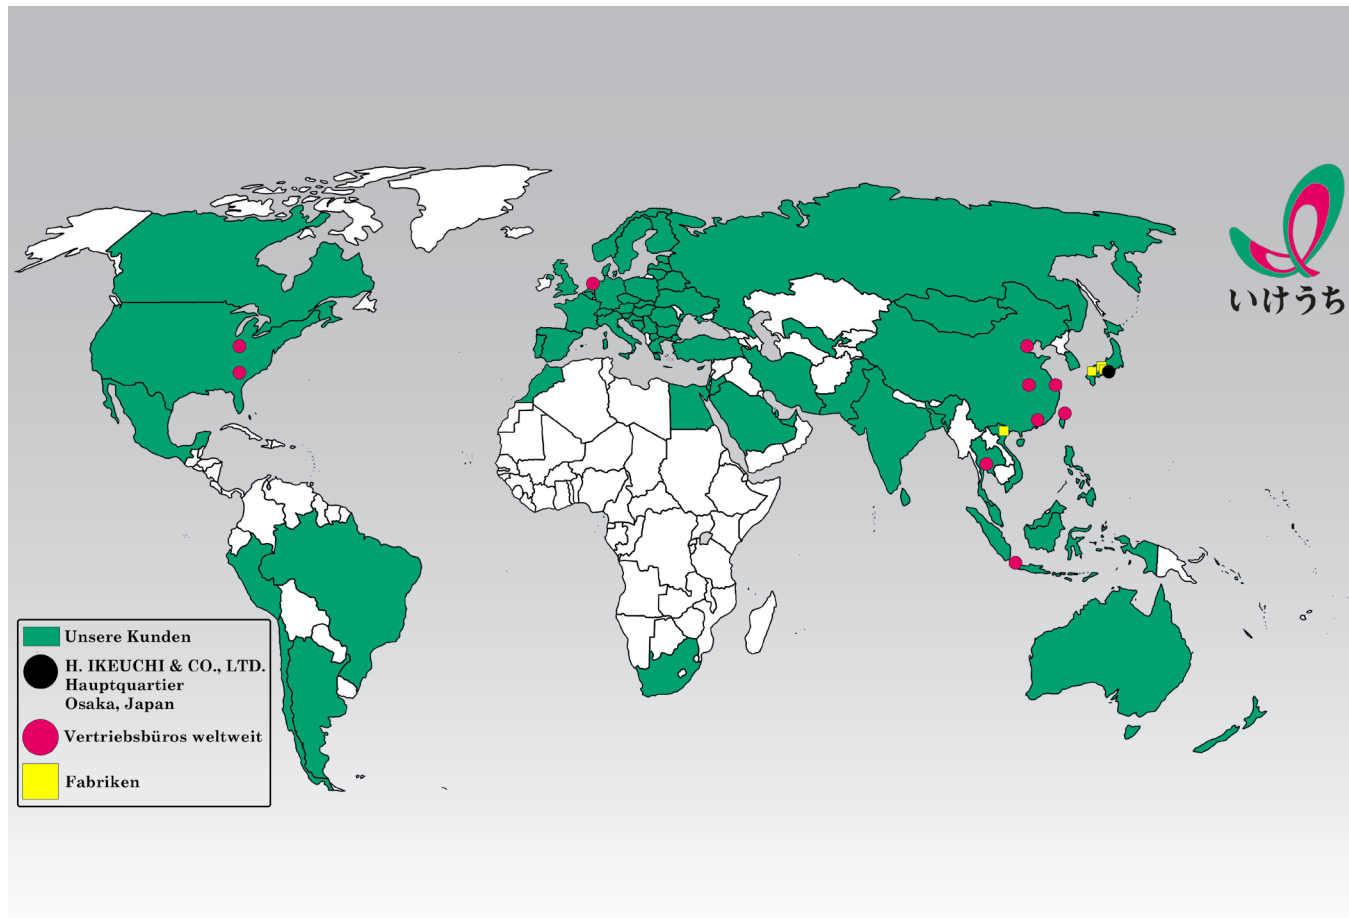 いけうち
Unsere Kunden
H. IKEUCHI & CO., LTD.
Hauptquartier
Osaka, Japan
Vertriebsbüros weltweit
Fabriken